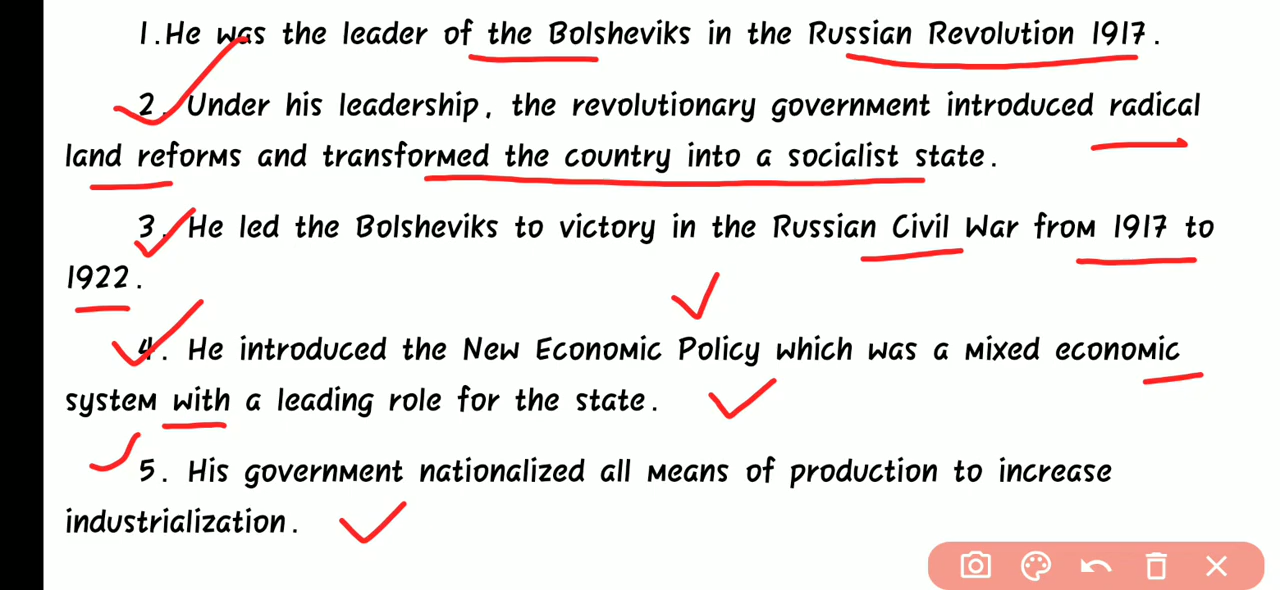 1.He was the leader of the Bolsheviks in the Russian Revolution 1917.
2. Under his leadership, the revolutionary government introduced radical
land reforms and transformed the country into a socialist state.
3. He led the Bolsheviks to victory in the Russian Civil War from 1917 to
1922.
4. He introduced the New Economic Policy which was a mixed economic
system with a leading role for the state.
5. His government nationalized all means of production to increase
industrialization.